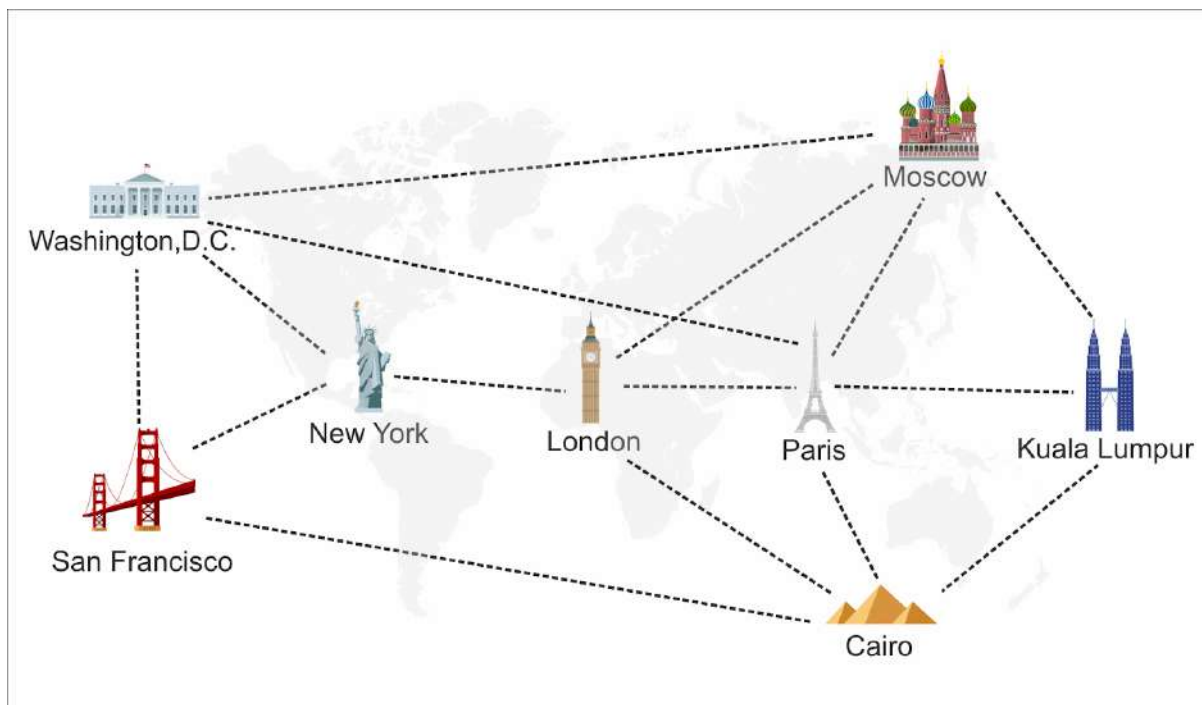 Moscow
Washington,D.C.
New York
London
Paris
Kuala Lumpur
San Francisco
Cairo